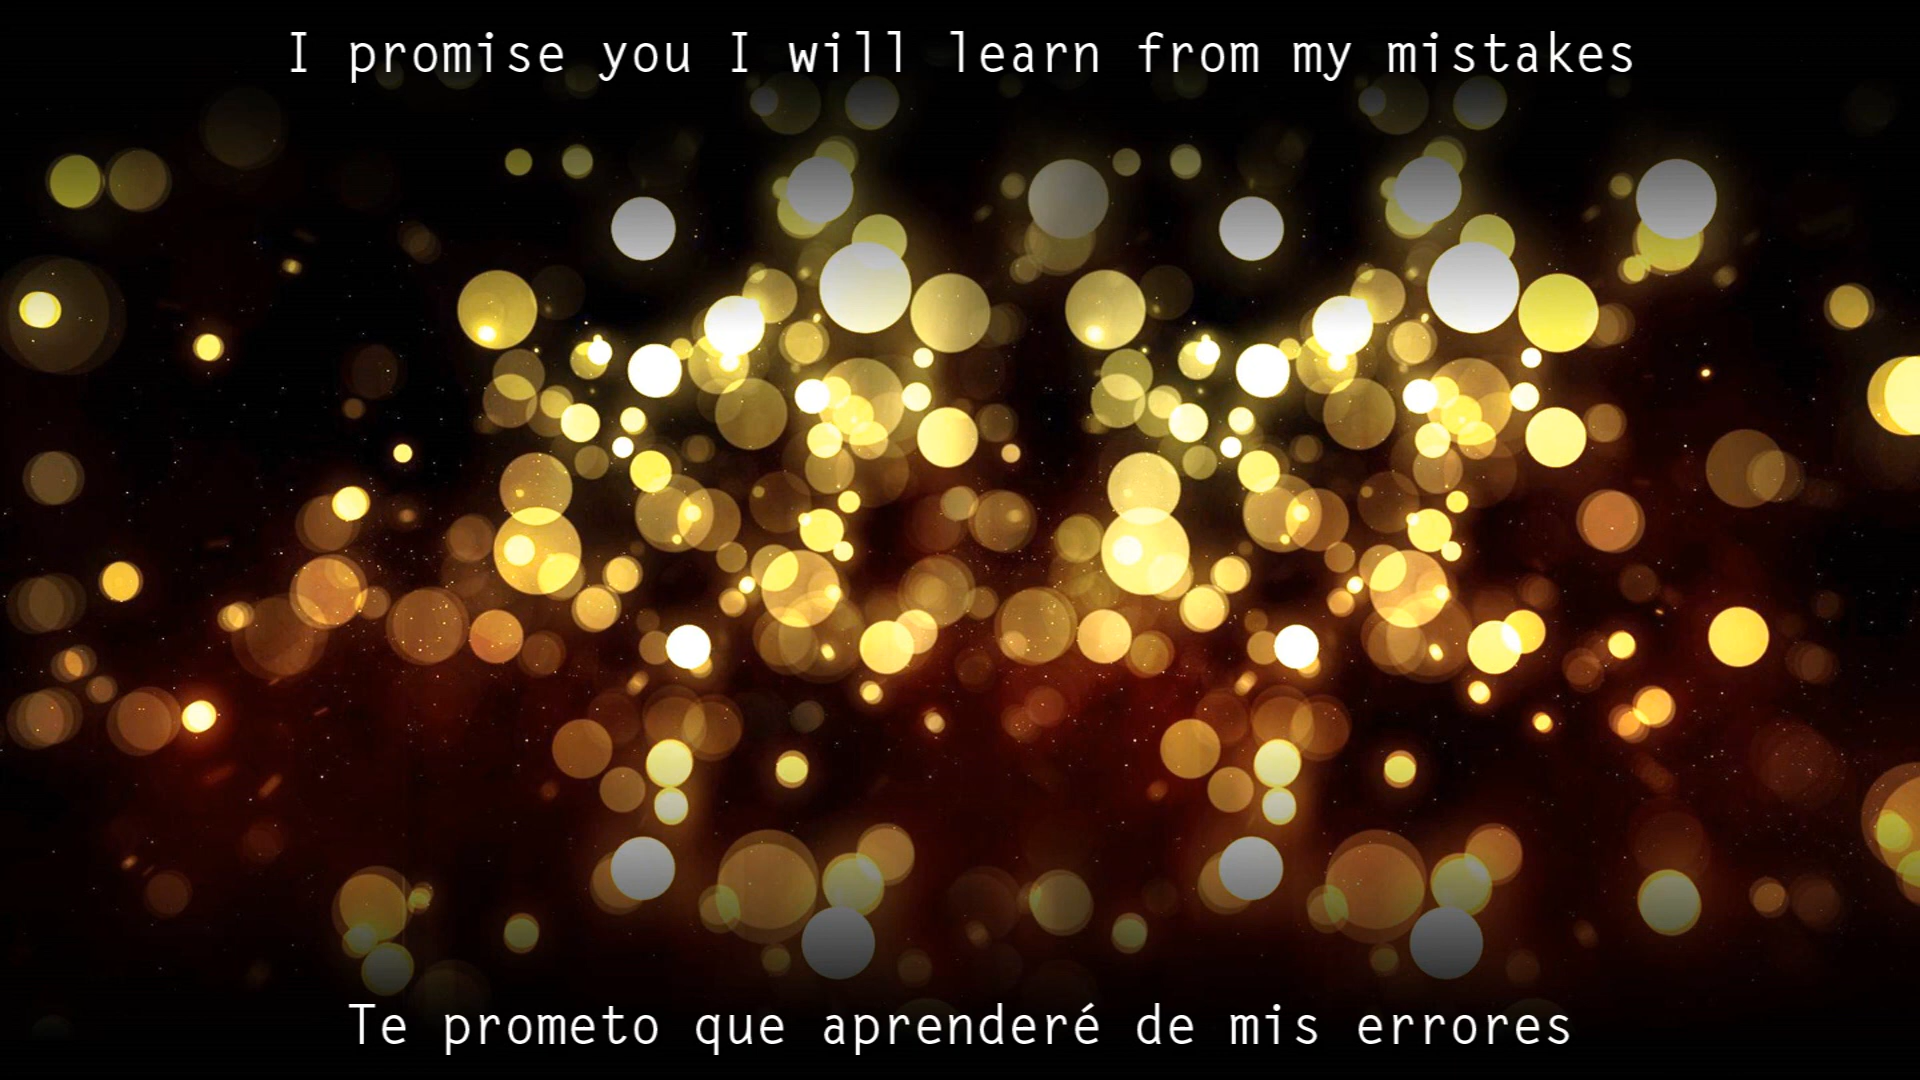 I promise you I will learn from my mistakes
Te prometo que aprenderé de mis errores